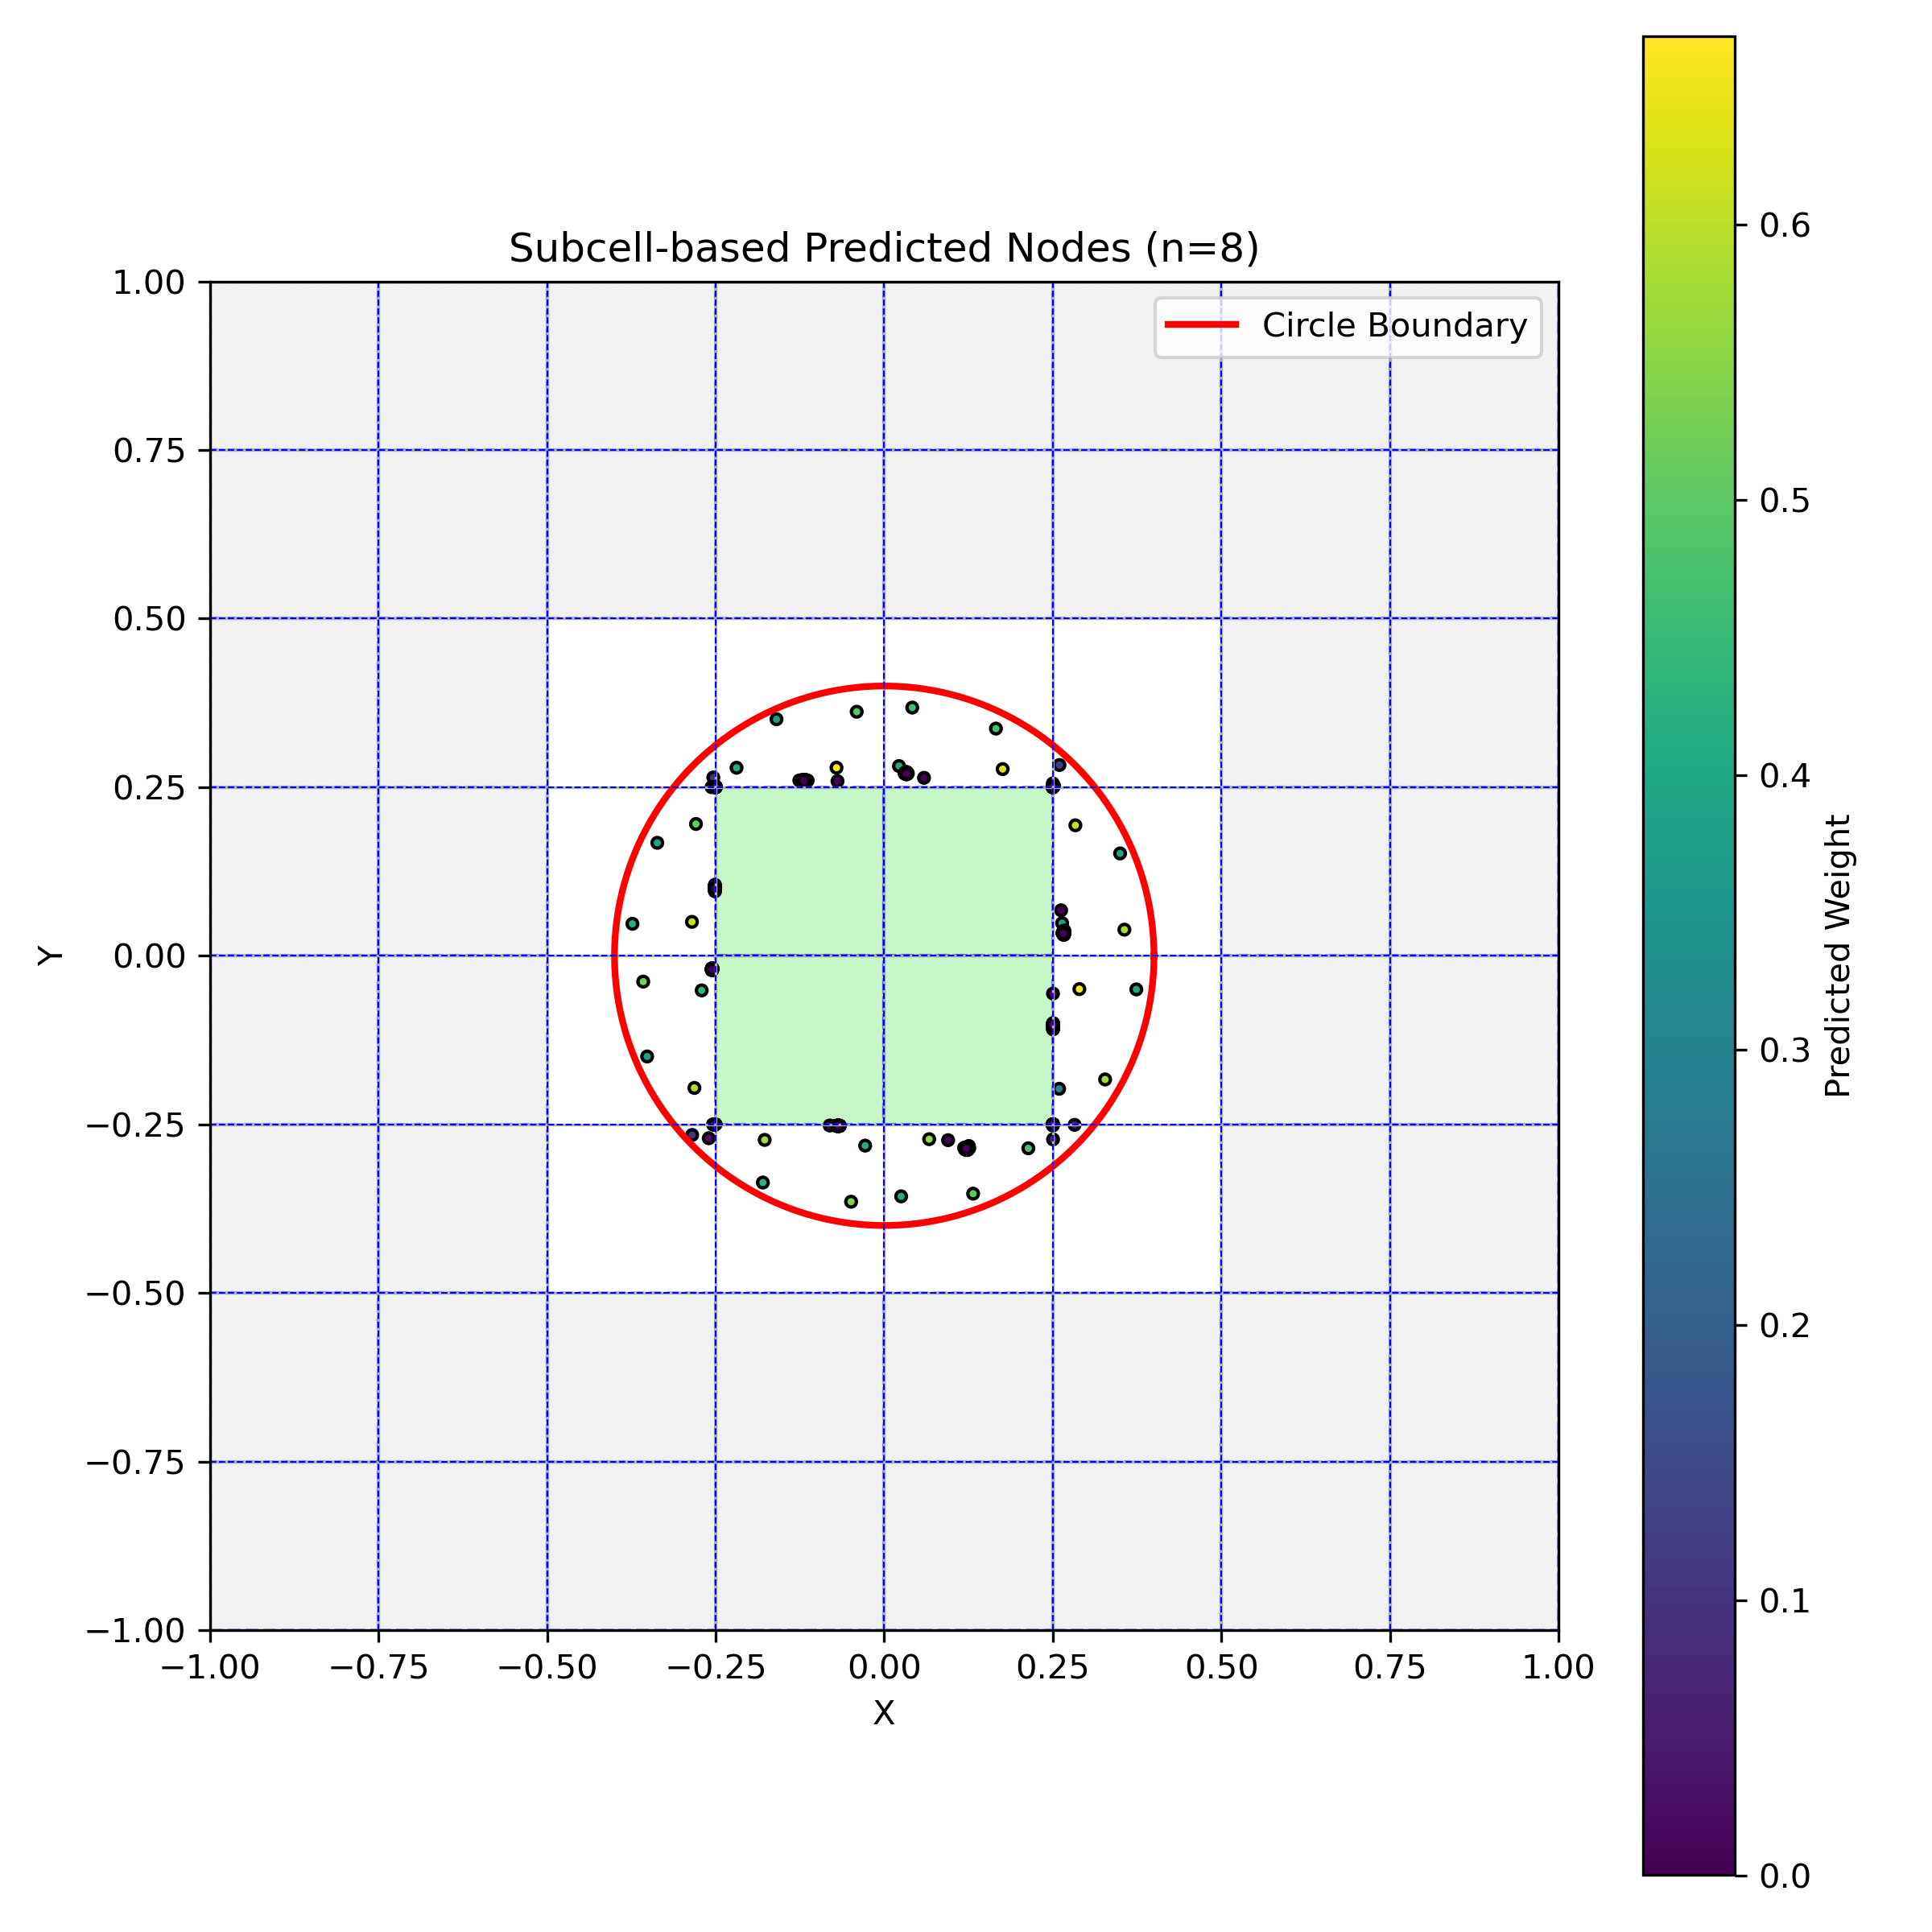 Subcell-based Predicted Nodes (n=8)
Circle Boundary
1.00
0.75
0.50
0.25
0.00
−0.25
−0.50
−0.75
−1.00
Y
−1.00 −0.75 −0.50 −0.25 0.00 0.25 0.50 0.75 1.00
X
0.6
0.5
0.4
0.3
0.2
0.1
0.0
Predicted Weight